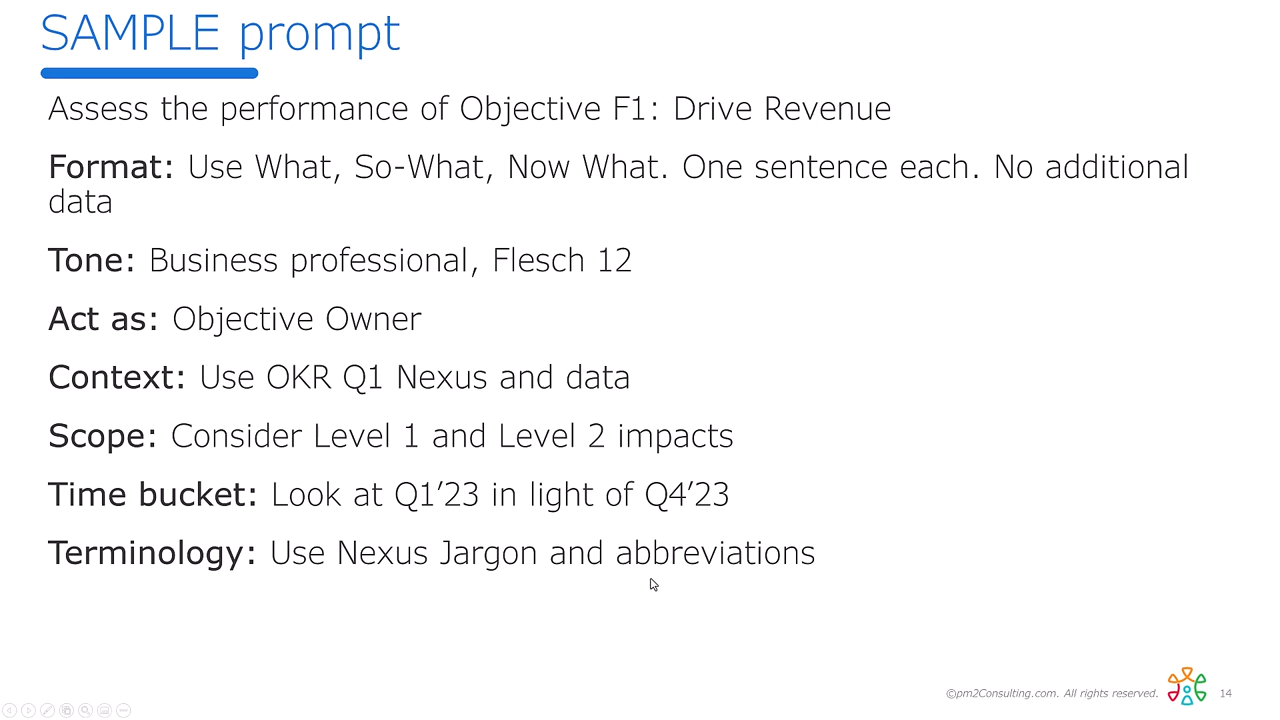 SAMPLE prompt
Assess the performance of Objective F1: Drive Revenue
Format: Use What, So-What, Now What. One sentence each. No additional
data
Tone: Business professional, Flesch 12
Act as: Objective Owner
Context: Use OKR Q1 Nexus and data
Scope: Consider Level 1 and Level 2 impacts
Time bucket: Look at Q1’23 in light of Q4’23
Terminology: Use Nexus Jargon and abbreviations
©pm2Consulting.com. All rights reserved. 14